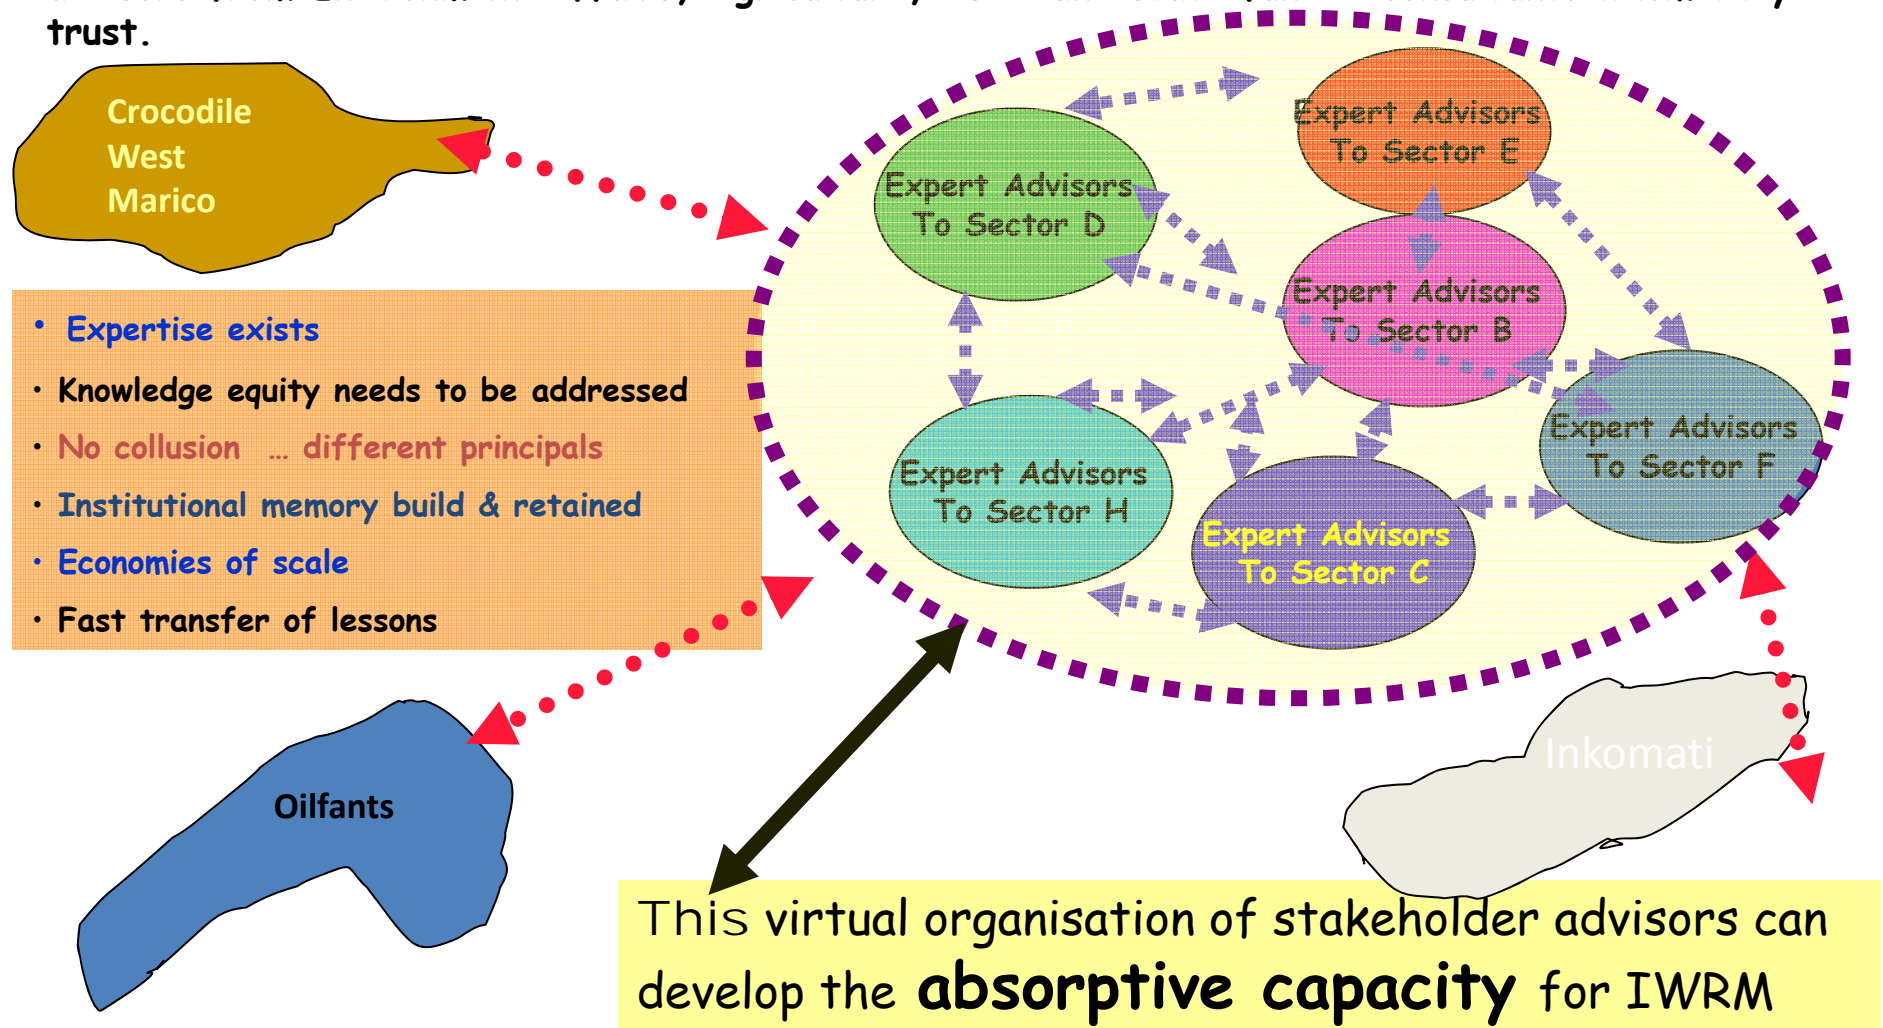 trust.
Crocodile
West
Marico
• Expertise exists
• Knowledge equity needs to be addressed
• No collusion … different principals
• Institutional memory build & retained
• Economies of scale
• Fast transfer of lessons
Expert Advisors
To Sector E
Expert Advisors
To Sector D
Expert Advisors
To Sector B
Expert Advisors
To Sector F
Expert Advisors
To Sector H
Expert Advisors
To Sector C
Oilfants
Inkomati
This virtual organisation of stakeholder advisors can
develop the absorptive capacity for IWRM